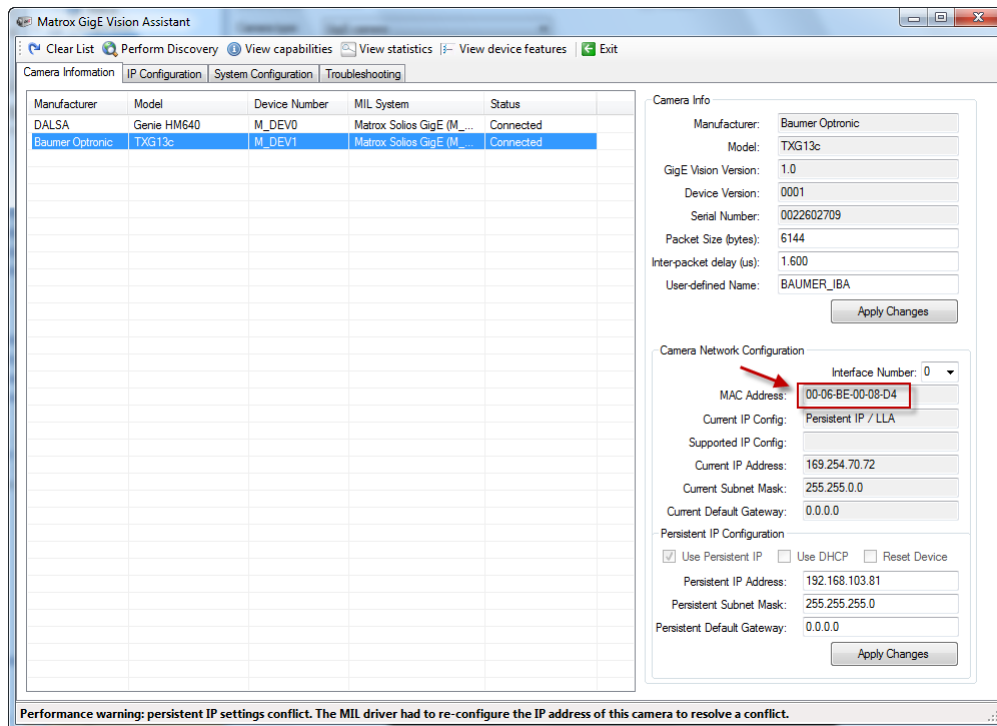 Matrox GigE Vision Assistant
Clear List Perform Discovery View capabilities View statistics View device features Exit
Camera Information IP Configuration System Configuration Troubleshooting
Manufacturer Model Device Number MIL System Status
DALSA Genie HM640 M_DEV0 Matrox Solios GigE (M_... Connected
Baumer Optronic TXG13c M_DEV1 Matrox Solios GigE (M_... Connected
Camera Info
Manufacturer: Baumer Optronic
Model: TXG13c
GigE Vision Version: 1.0
Device Version: 0001
Serial Number: 0022602709
Packet Size (bytes): 6144
Inter-packet delay (us): 1.600
User-defined Name: BAUMER_IBA
Apply Changes
Camera Network Configuration
Interface Number: 0
MAC Address: 00-06-BE-00-08-D4
Current IP Config: Persistent IP / LLA
Supported IP Config:
Current IP Address: 169.254.70.72
Current Subnet Mask: 255.255.0.0
Current Default Gateway: 0.0.0.0
Persistent IP Configuration
Use Persistent IP Use DHCP Reset Device
Persistent IP Address: 192.168.103.81
Persistent Subnet Mask: 255.255.255.0
Persistent Default Gateway: 0.0.0.0
Apply Changes
Performance warning: persistent IP settings conflict. The MIL driver had to re-configure the IP address of this camera to resolve a conflict.